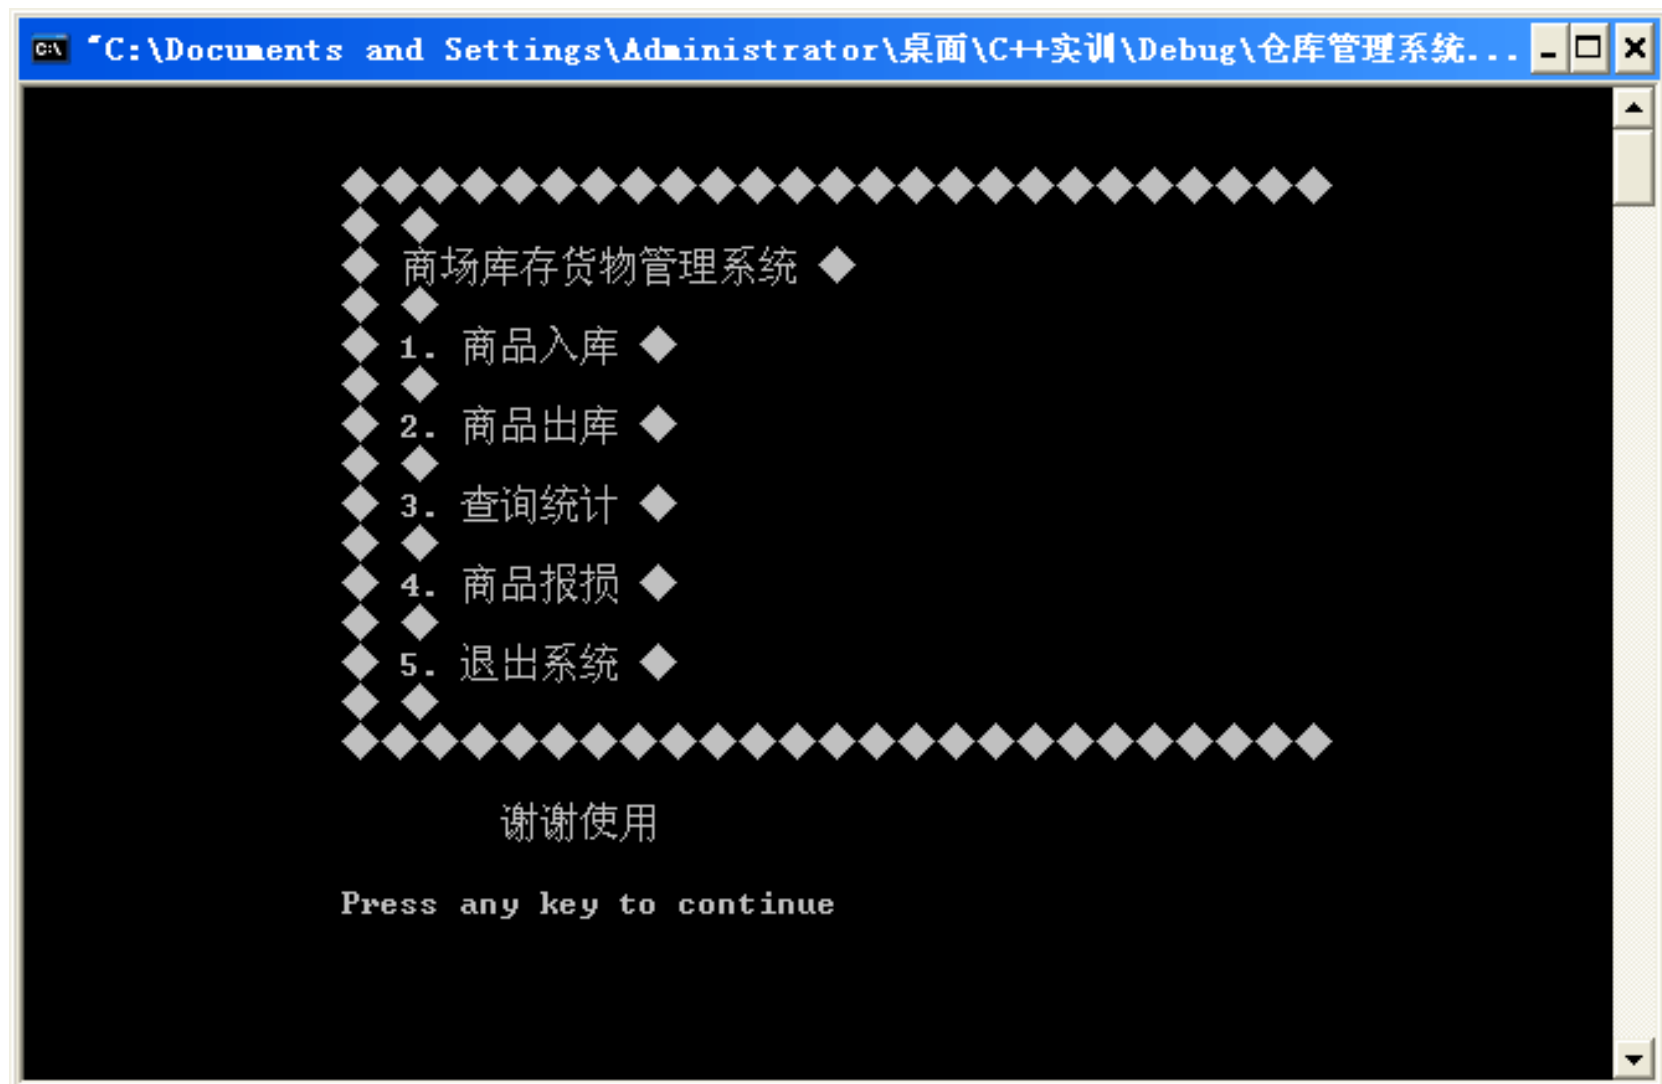 "C:\Documents and Settings\Administrator\桌面\C++实训\Debug\仓库管理系统...
◆◆◆◆◆◆◆◆◆◆◆◆◆◆◆◆◆◆◆◆◆◆◆◆◆
◆ ◆
◆ 商场库存货物管理系统 ◆
◆ ◆
◆ 1. 商品入库 ◆
◆ ◆
◆ 2. 商品出库 ◆
◆ ◆
◆ 3. 查询统计 ◆
◆ ◆
◆ 4. 商品报损 ◆
◆ ◆
◆ 5. 退出系统 ◆
◆ ◆
◆◆◆◆◆◆◆◆◆◆◆◆◆◆◆◆◆◆◆◆◆◆◆◆◆
谢谢使用
Press any key to continue